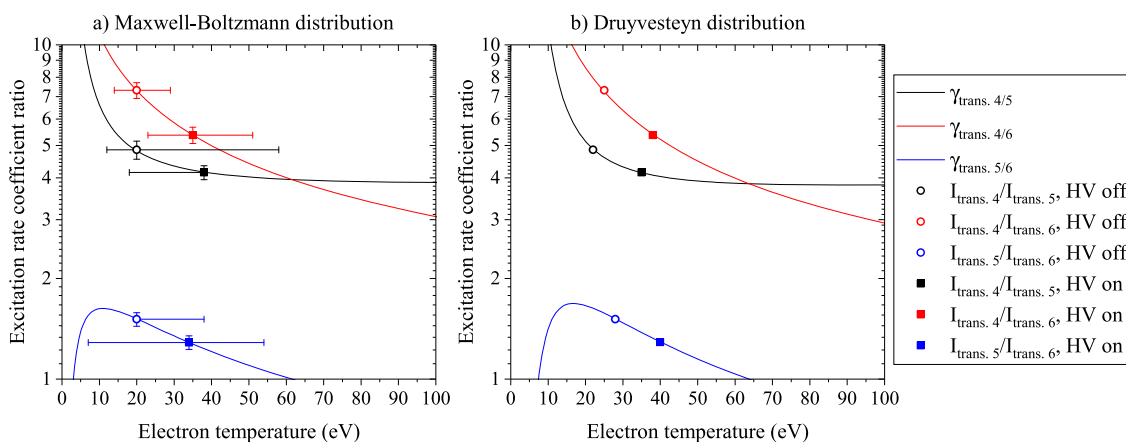 a) Maxwell-Boltzmann distribution
b) Druyvesteyn distribution
Excitation rate coefficient ratio
10
9
8
7
6
5
4
3
2
1
0 10 20 30 40 50 60 70 80 90 100
Electron temperature (eV)
Excitation rate coefficient ratio
10
9
8
7
6
5
4
3
2
1
0 10 20 30 40 50 60 70 80 90 100
Electron temperature (eV)
γtrans. 4/5
γtrans. 4/6
γtrans. 5/6
Itrans. 4/Itrans. 5, HV off
Itrans. 4/Itrans. 6, HV off
Itrans. 5/Itrans. 6, HV off
Itrans. 4/Itrans. 5, HV on
Itrans. 4/Itrans. 6, HV on
Itrans. 5/Itrans. 6, HV on